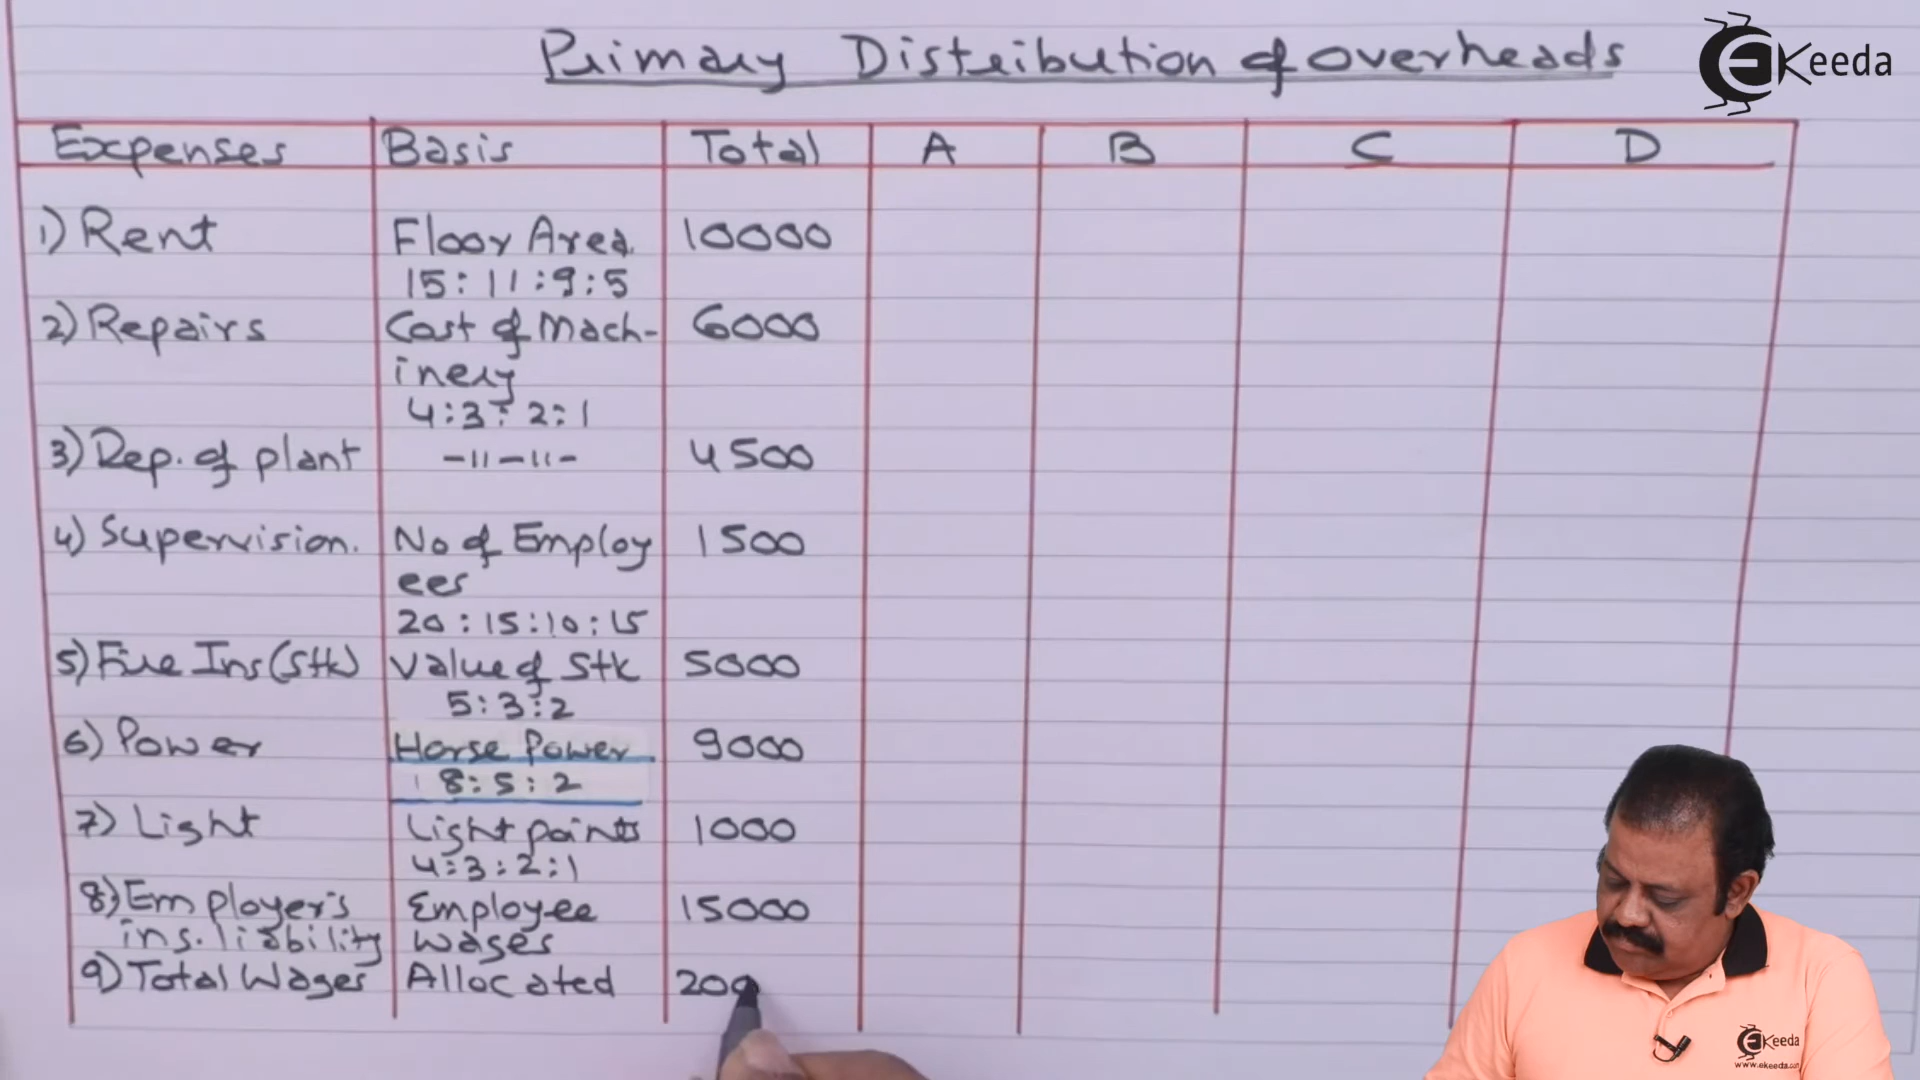 Primary Distribution of overheads
EKeeda
Expenses Basis Total A B C D
1) Rent Floor Area 10000
15:11:9:5
2) Repairs Cost of Mach- 6000
inery
4:3:2:1
3) Dep. of plant -11-11- 4500
4) Supervision. No of Employ 1500
ees
20:15:10:15
5) Fire Ins (Stk) Value of Stk 5000
5:3:2
6) Power Horse Power 9000
8:5:2
7) Light Light points 1000
4:3:2:1
8) Employer's Employee 15000
ins. liability wages
9) Total Wages Allocated 200
EKeeda
www.ekeeda.com